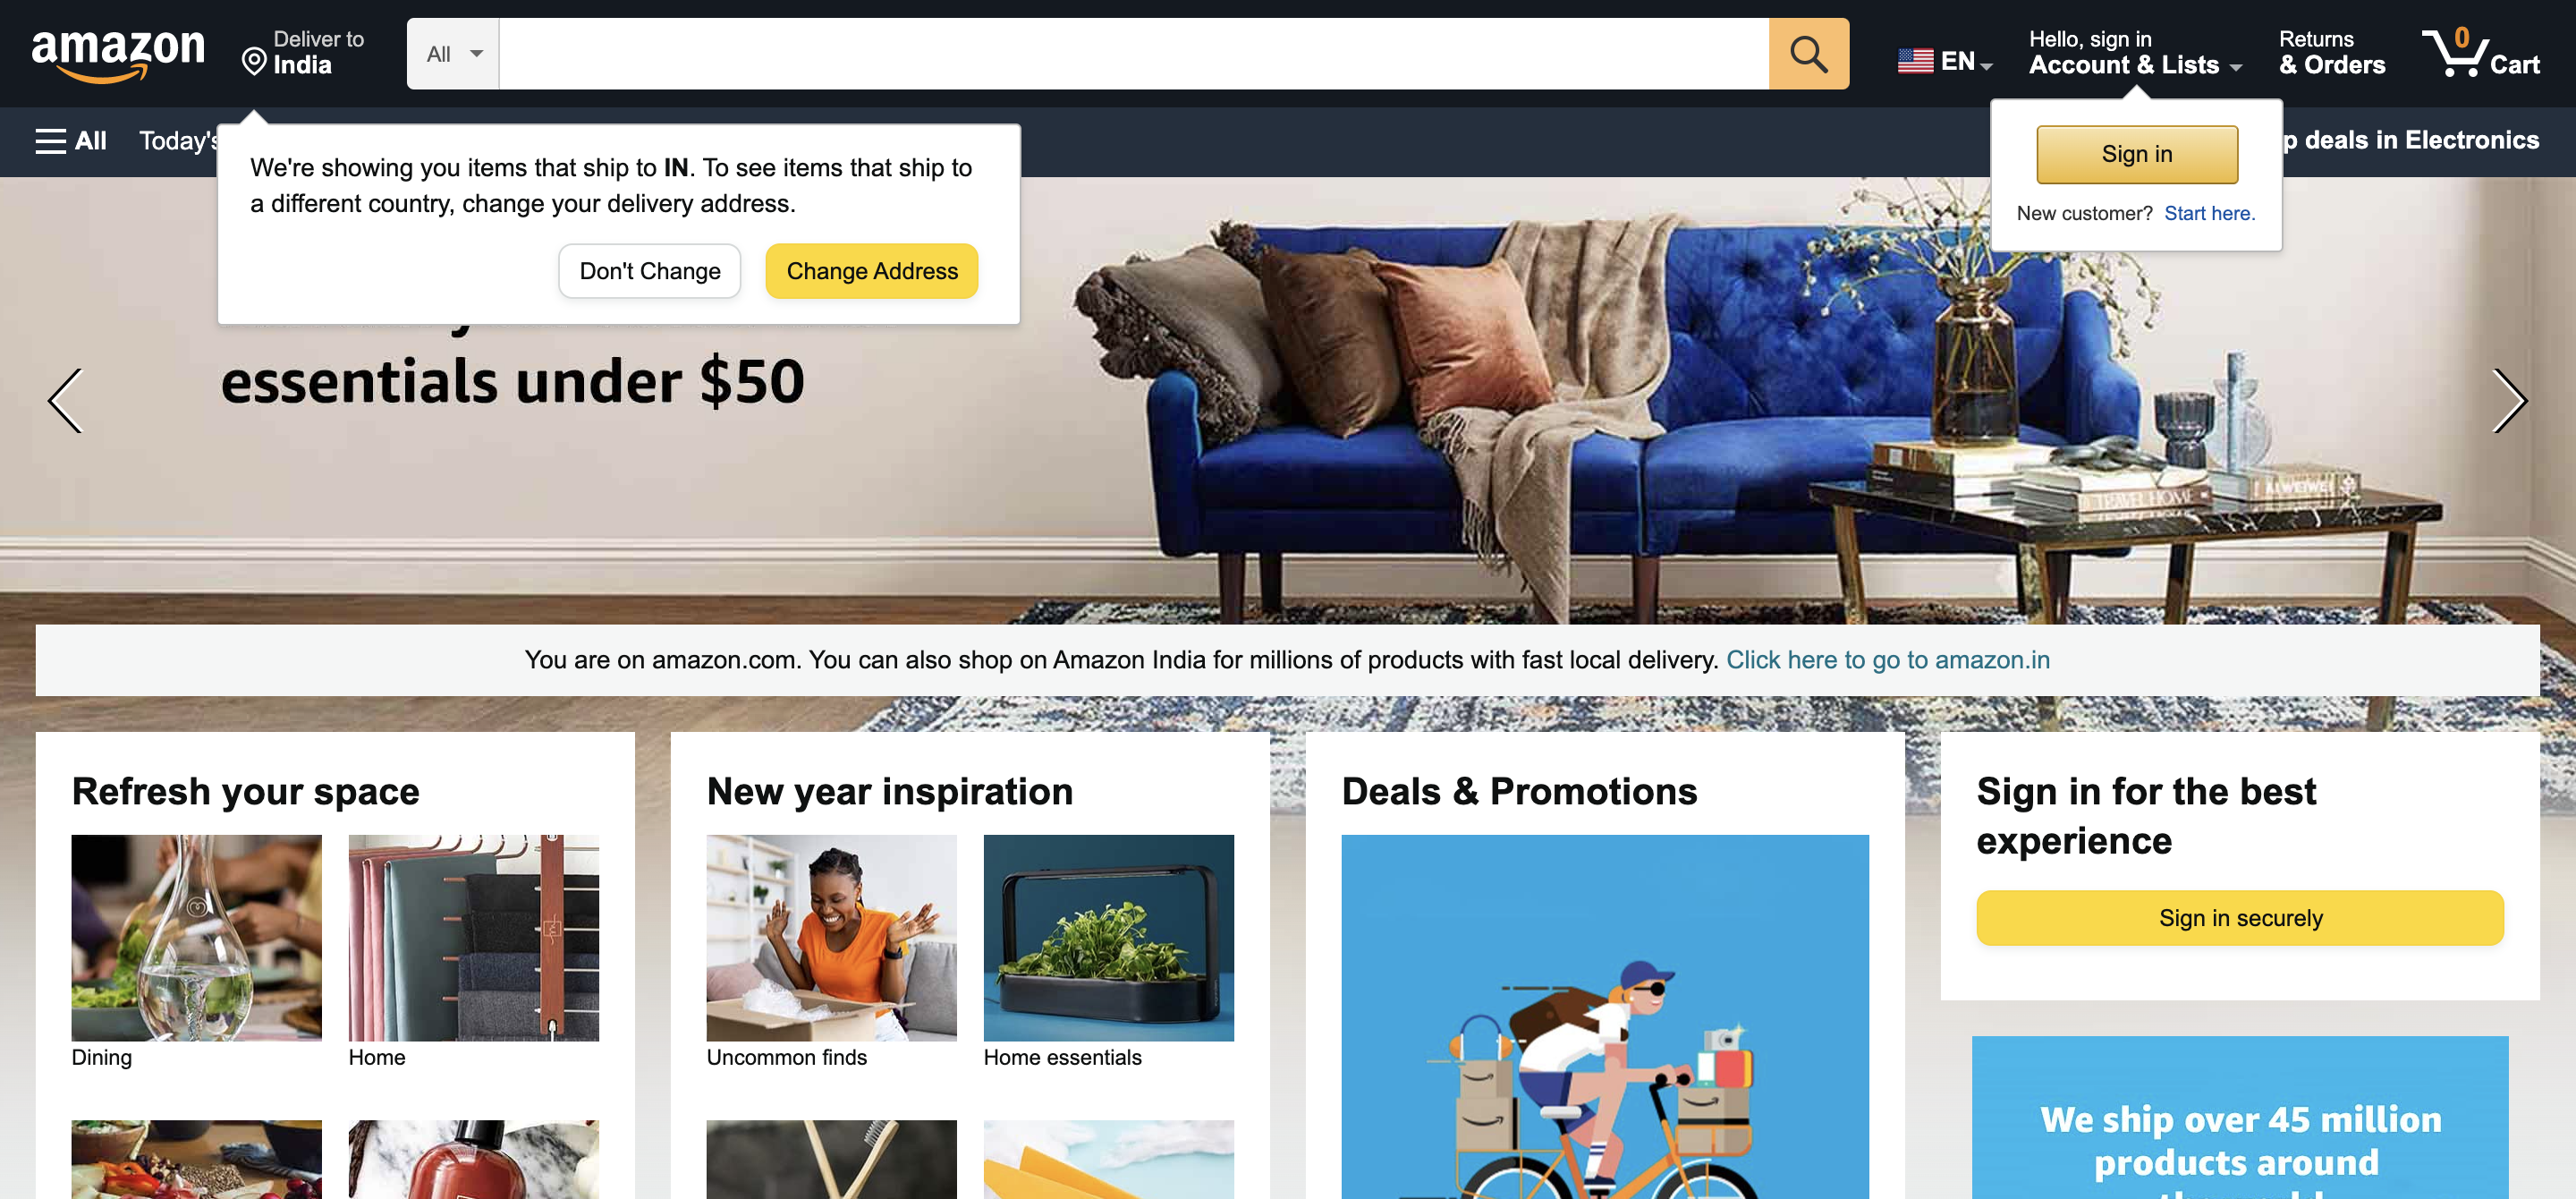 amazon
Deliver to
India
All
EN
Hello, sign in
Account & Lists
Returns
& Orders
0
Cart
All
Today's
We're showing you items that ship to IN. To see items that ship to
a different country, change your delivery address.
Don't Change
Change Address
Sign in
New customer? Start here.
p deals in Electronics
essentials under $50
TRAVEL HOME
AI WEIWEI
You are on amazon.com. You can also shop on Amazon India for millions of products with fast local delivery. Click here to go to amazon.in
Refresh your space
Dining
Home
New year inspiration
Uncommon finds
Home essentials
Deals & Promotions
Sign in for the best
experience
Sign in securely
We ship over 45 million
products around